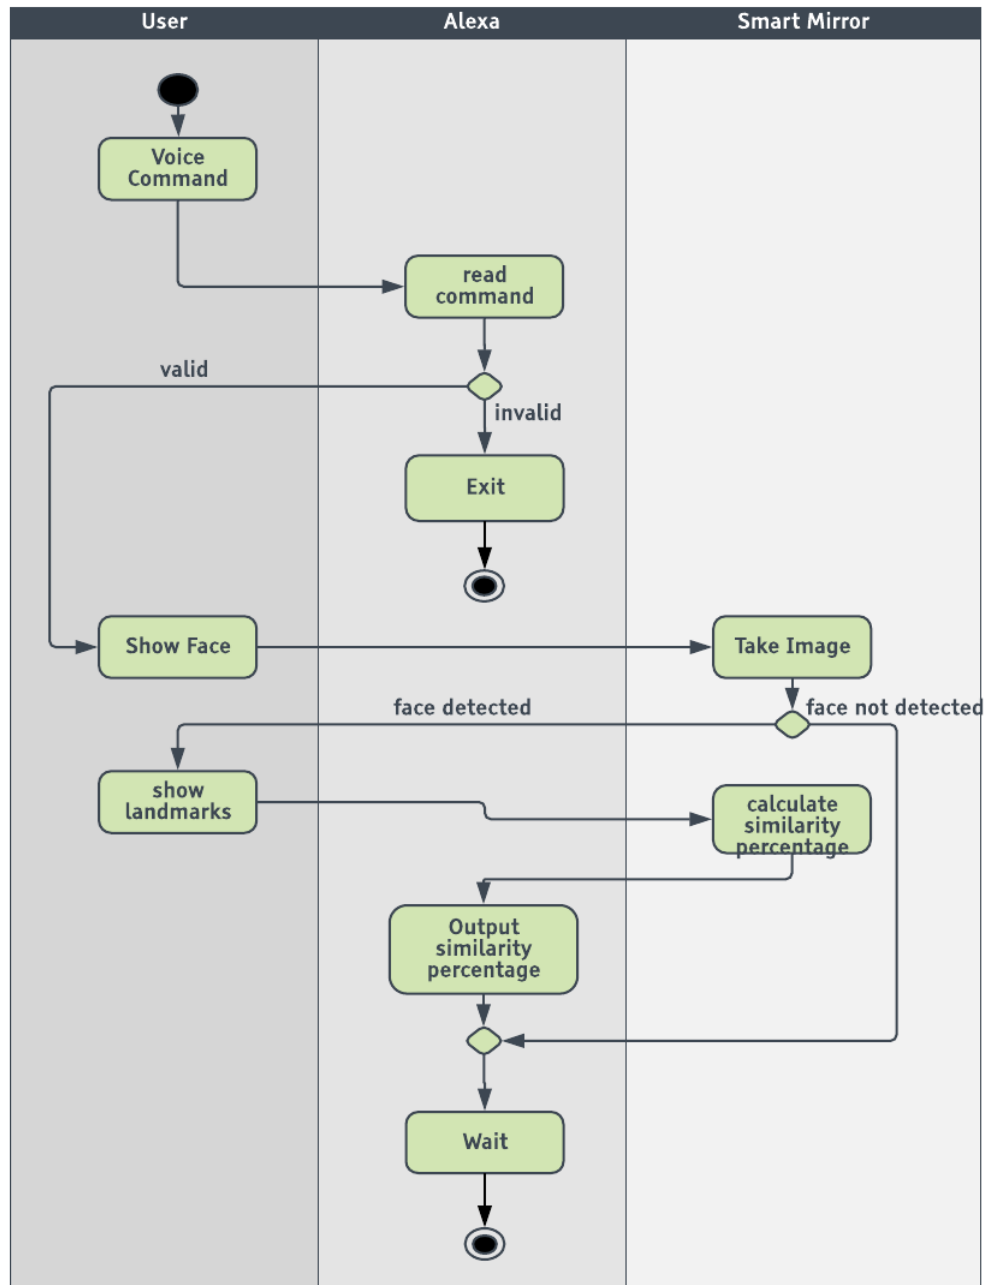 User
Alexa
Smart Mirror
Voice
Command
read
command
valid
invalid
Exit
Show Face
Take Image
face detected
face not detected
show
landmarks
calculate
similarity
percentage
Output
similarity
percentage
Wait